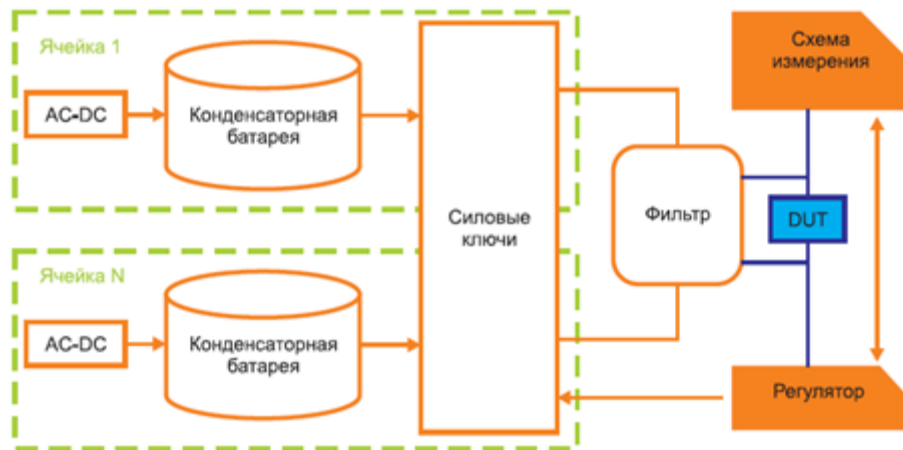 Ячейка 1
AC-DC
Конденсаторная
батарея
Силовые
ключи
Фильтр
Схема
измерения
DUT
Ячейка N
AC-DC
Конденсаторная
батарея
Регулятор